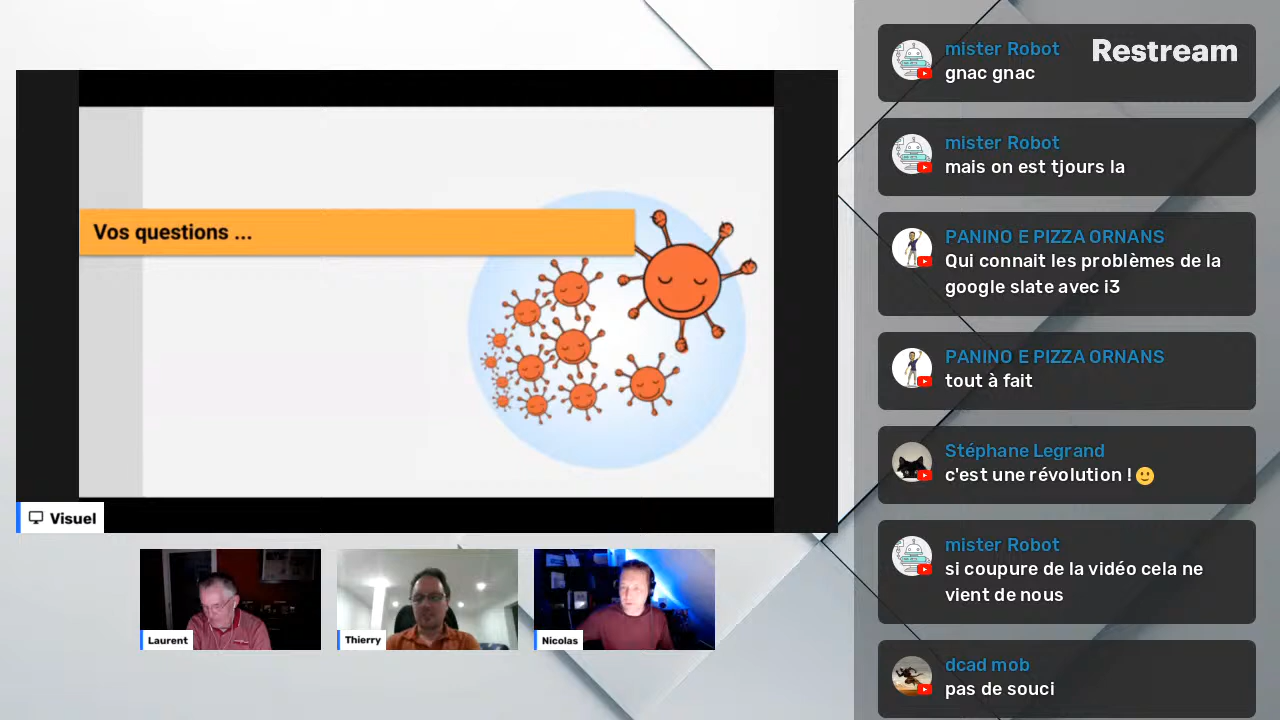 Vos questions ...
Visuel
Laurent
Thierry
Nicolas
Restream
mister Robot
gnac gnac
mister Robot
mais on est tjours la
PANINO E PIZZA ORNANS
Qui connait les problèmes de la
google slate avec i3
PANINO E PIZZA ORNANS
tout à fait
Stéphane Legrand
c'est une révolution ! 🙂
mister Robot
si coupure de la vidéo cela ne
vient de nous
dcad mob
pas de souci